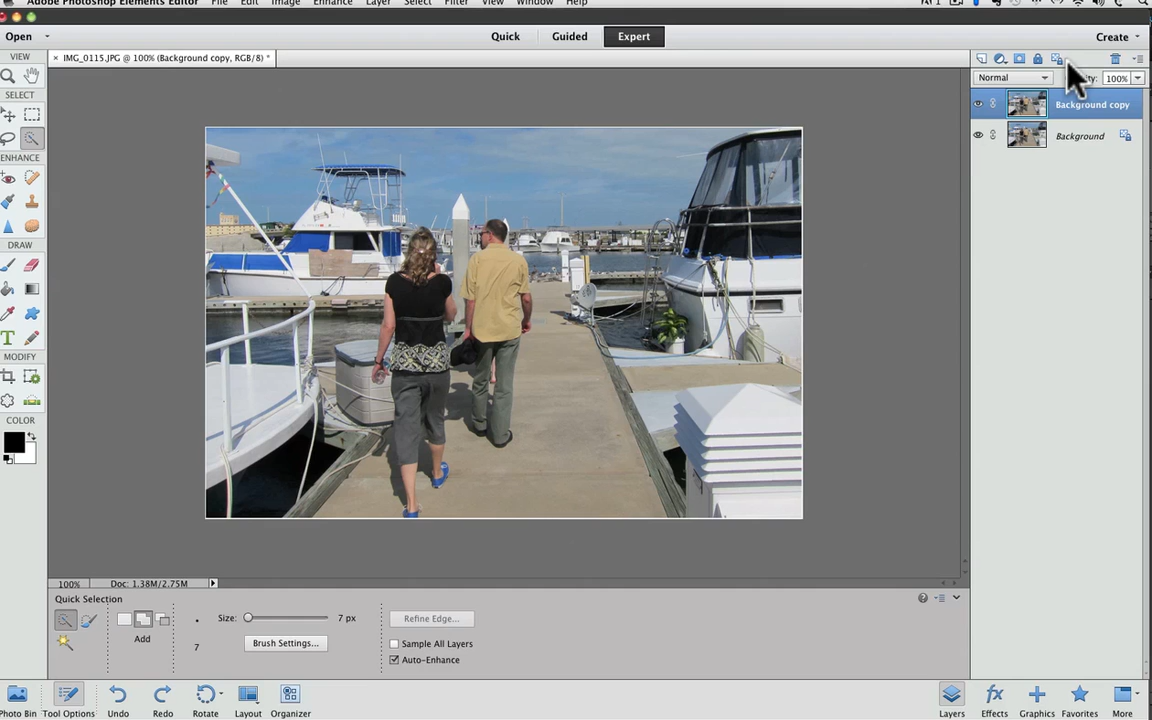 Adobe Photoshop Elements Editor File Edit Image Enhance Layer Select Filter View Window Help
Open Quick Guided Expert Create
VIEW
× IMG_0115.JPG @ 100% (Background copy, RGB/8) *
Normal 100%
SELECT
Background copy
Background
ENHANCE
DRAW
T
MODIFY
COLOR
100% Doc: 1.38M/2.75M
Quick Selection
Size: 7 px Refine Edge...
Add
7 Brush Settings... Sample All Layers
Auto-Enhance
Photo Bin Tool Options Undo Redo Rotate Layout Organizer Layers Effects Graphics Favorites More